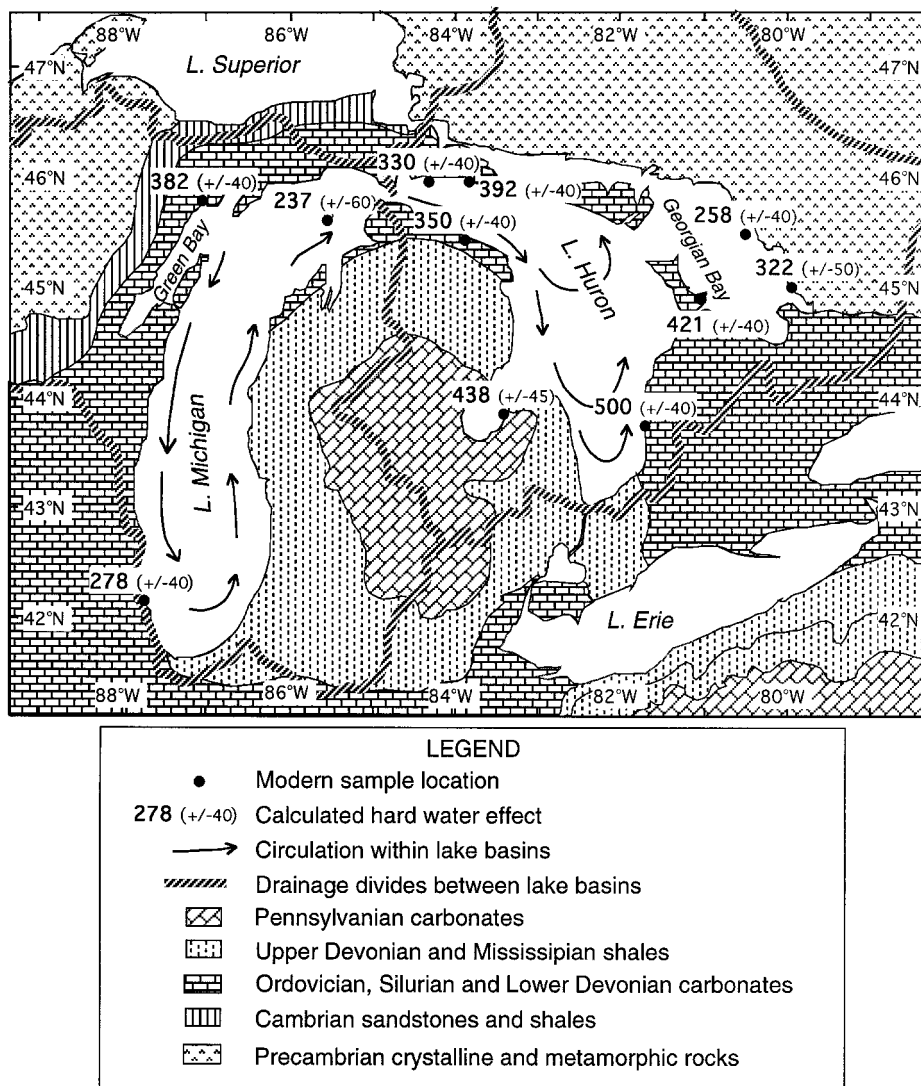 88°W 86°W 82°W 80°W
L. Superior
47°N 47°N
330 (+/-40)
46°N 46°N
382 (+/-40)
392 (+/-40)
237 (+/-60)
350 (+/-40)
258 (+/-40)
Georgian Bay
Green Bay
L. Huron
322 (+/-50)
45°N 45°N
421 (+/-40)
438 (+/-45)
500 (+/-40)
44°N 44°N
L. Michigan
43°N 43°N
278 (+/-40)
42°N 42°N
L. Erie
88°W 86°W 84°W 82°W 80°W
LEGEND
Modern sample location
278 (+/-40) Calculated hard water effect
Circulation within lake basins
Drainage divides between lake basins
Pennsylvanian carbonates
Upper Devonian and Mississipian shales
Ordovician, Silurian and Lower Devonian carbonates
Cambrian sandstones and shales
Precambrian crystalline and metamorphic rocks